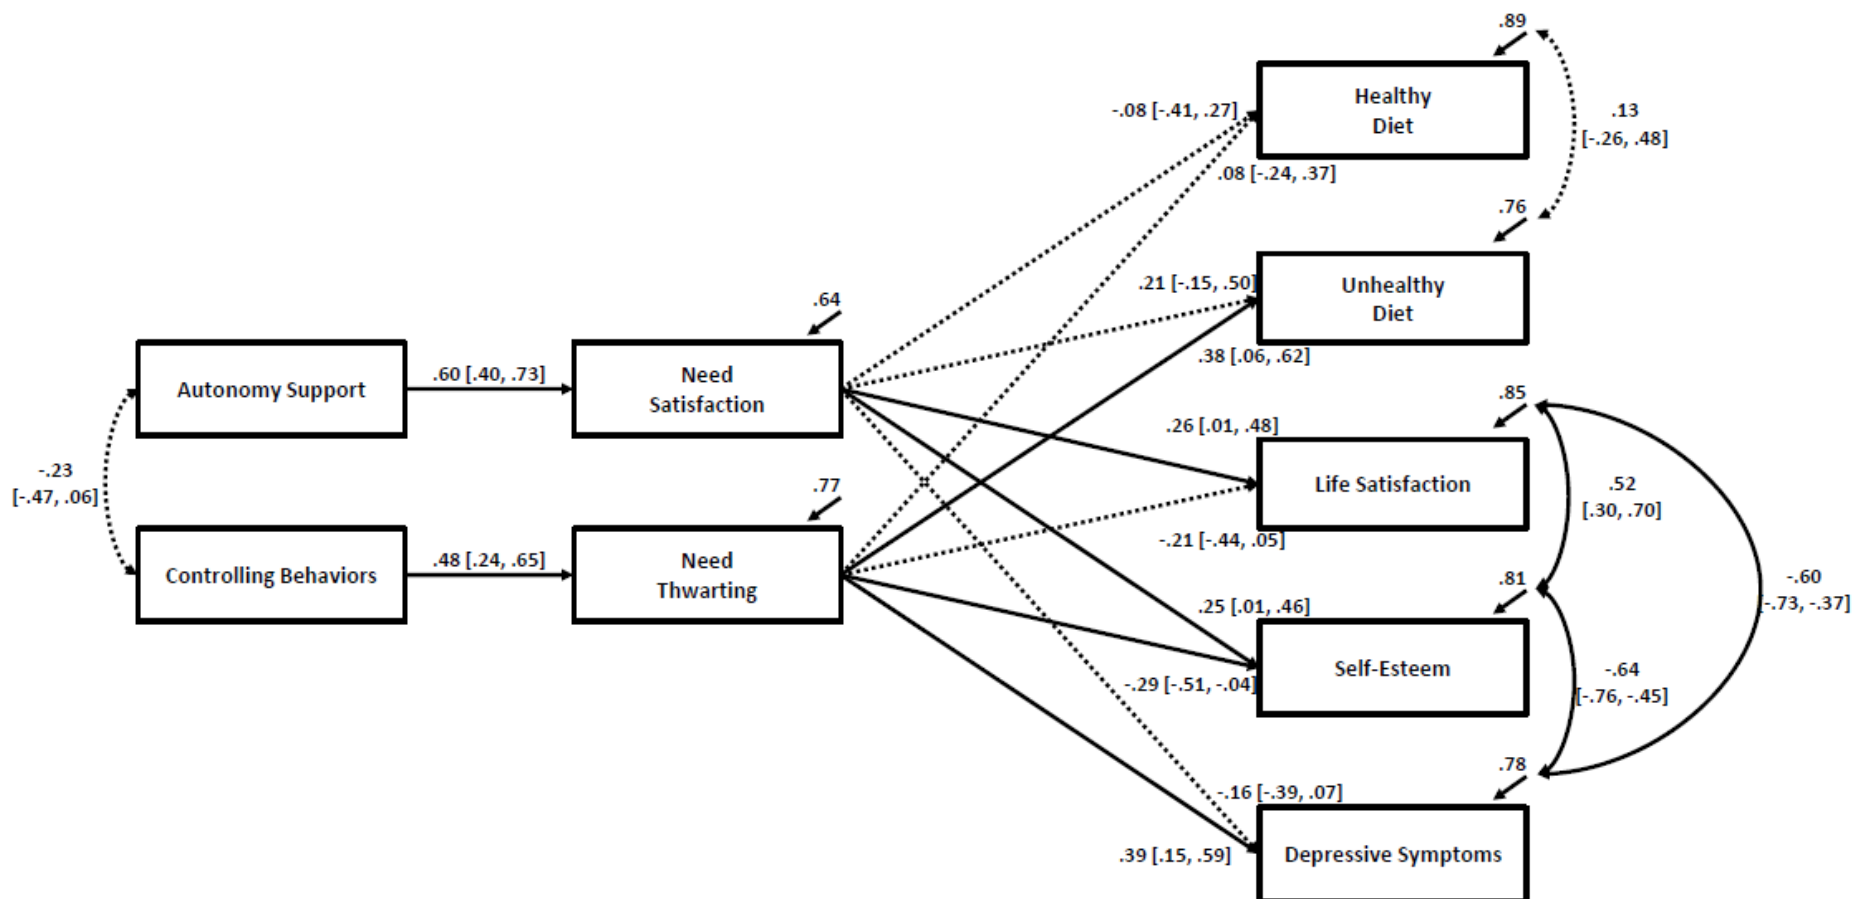 .89
Healthy
Diet
-.08 [-.41, .27]
.13
[-.26, .48]
.08 [-.24, .37]
.76
Unhealthy
Diet
.21 [-.15, .50]
.38 [.06, .62]
.64
Autonomy Support
.60 [.40, .73]
Need
Satisfaction
.85
.26 [.01, .48]
Life Satisfaction
.52
[.30, .70]
-.23
[-.47, .06]
.77
-.21 [-.44, .05]
Controlling Behaviors
.48 [.24, .65]
Need
Thwarting
.81
-.60
[-.73, -.37]
.25 [.01, .46]
Self-Esteem
-.29 [-.51, -.04]
-.64
[-.76, -.45]
.78
-.16 [-.39, .07]
.39 [.15, .59]
Depressive Symptoms